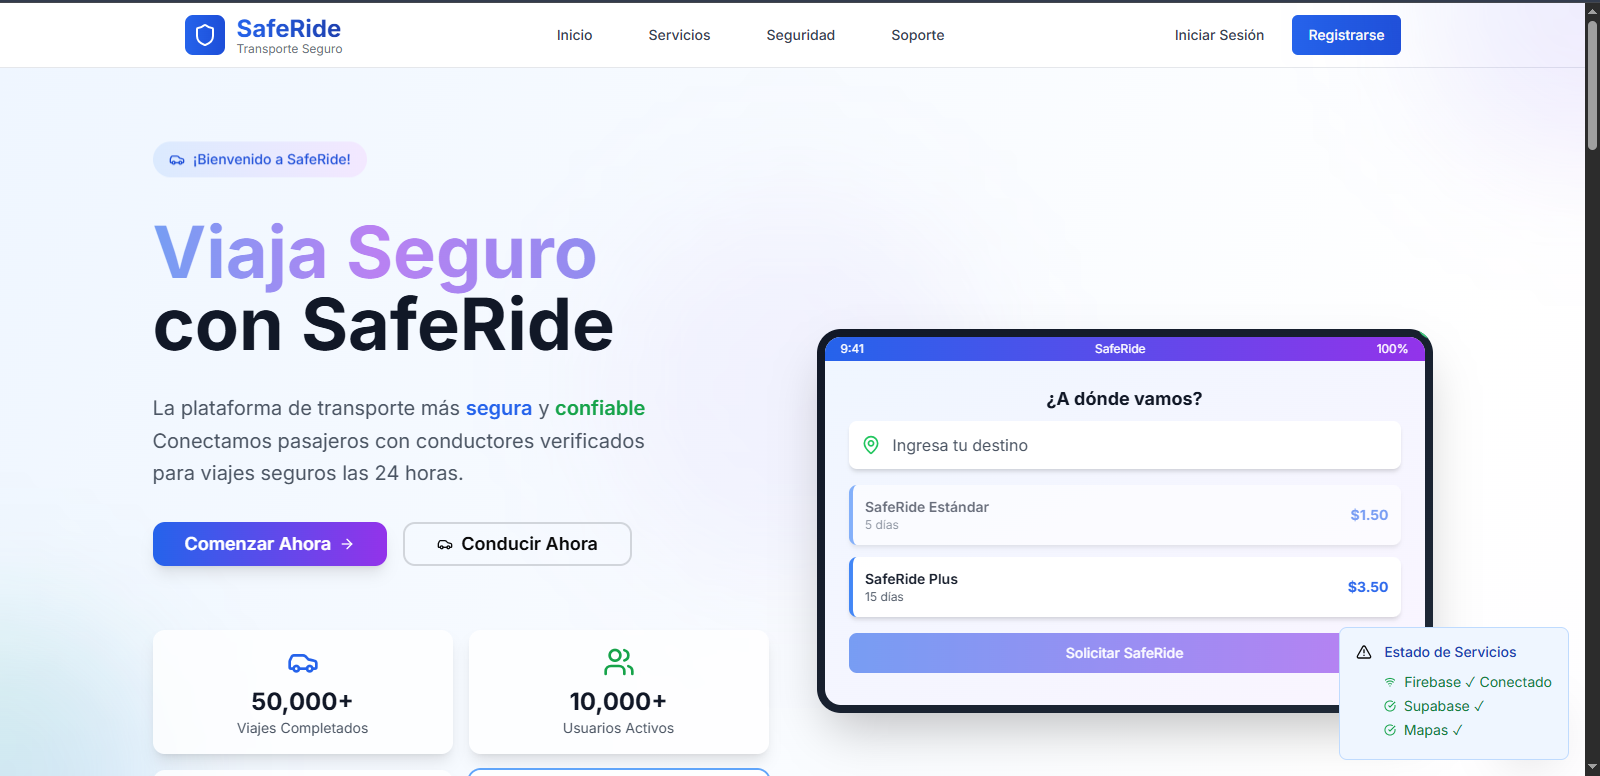 SafeRide
Transporte Seguro
Inicio
Servicios
Seguridad
Soporte
Iniciar Sesión
Registrarse
¡Bienvenido a SafeRide!
Viaja Seguro
con SafeRide
La plataforma de transporte más segura y confiable
Conectamos pasajeros con conductores verificados
para viajes seguros las 24 horas.
Comenzar Ahora →
Conducir Ahora
50,000+
Viajes Completados
10,000+
Usuarios Activos
9:41
SafeRide
100%
¿A dónde vamos?
Ingresa tu destino
SafeRide Estándar
5 días
$1.50
SafeRide Plus
15 días
$3.50
Solicitar SafeRide
Estado de Servicios
Firebase ✓ Conectado
Supabase ✓
Mapas ✓